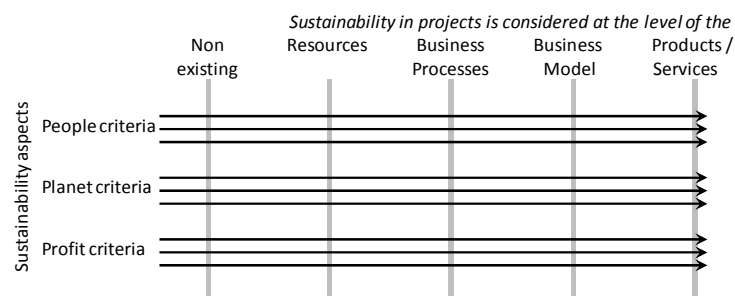 Sustainability in projects is considered at the level of the
Non existing
Resources
Business Processes
Business Model
Products / Services
Sustainability aspects
People criteria
Planet criteria
Profit criteria